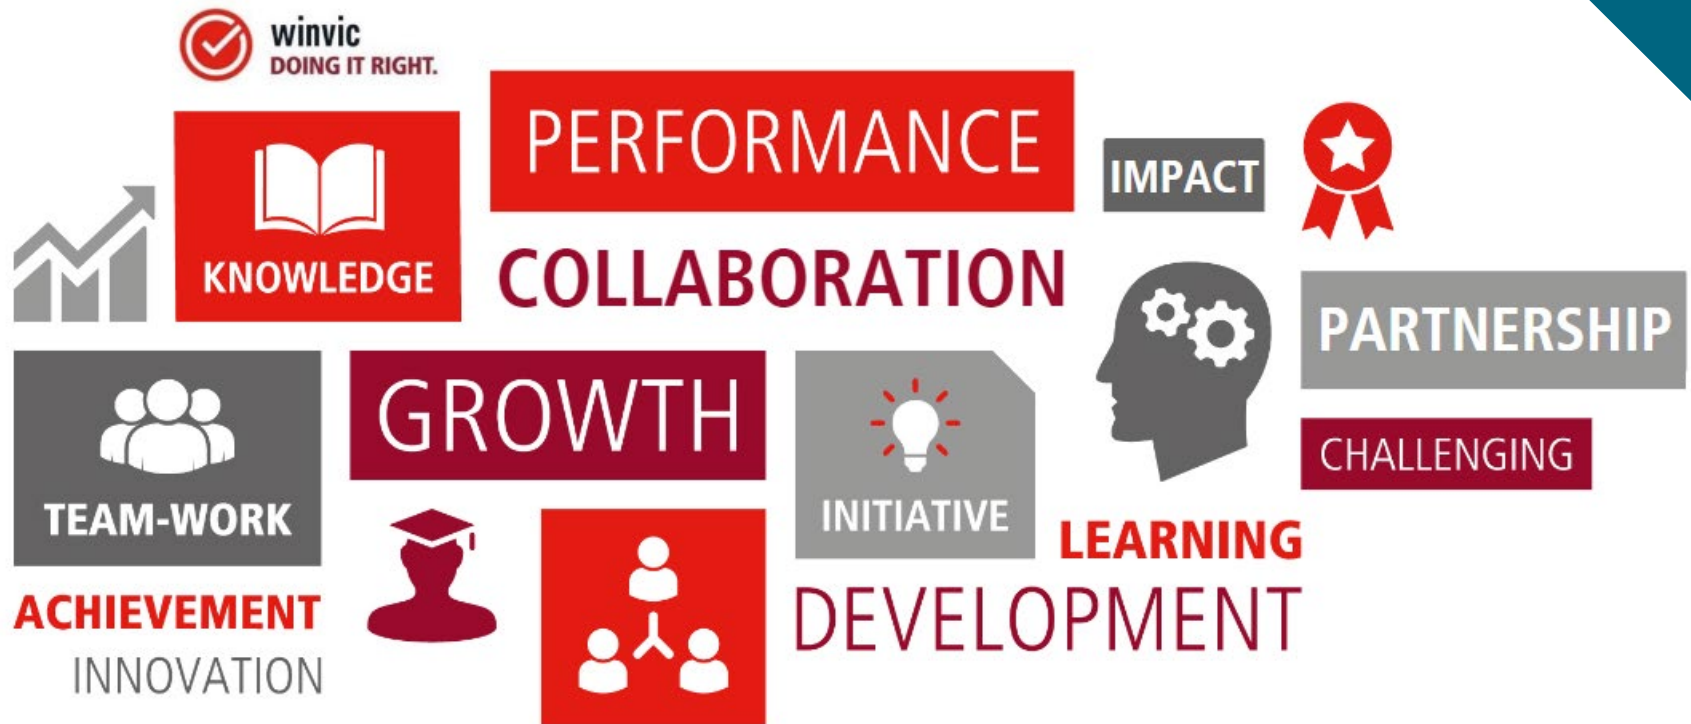 winvic
DOING IT RIGHT.
PERFORMANCE
IMPACT
KNOWLEDGE
COLLABORATION
PARTNERSHIP
GROWTH
CHALLENGING
TEAM-WORK
INITIATIVE
LEARNING
ACHIEVEMENT
DEVELOPMENT
INNOVATION